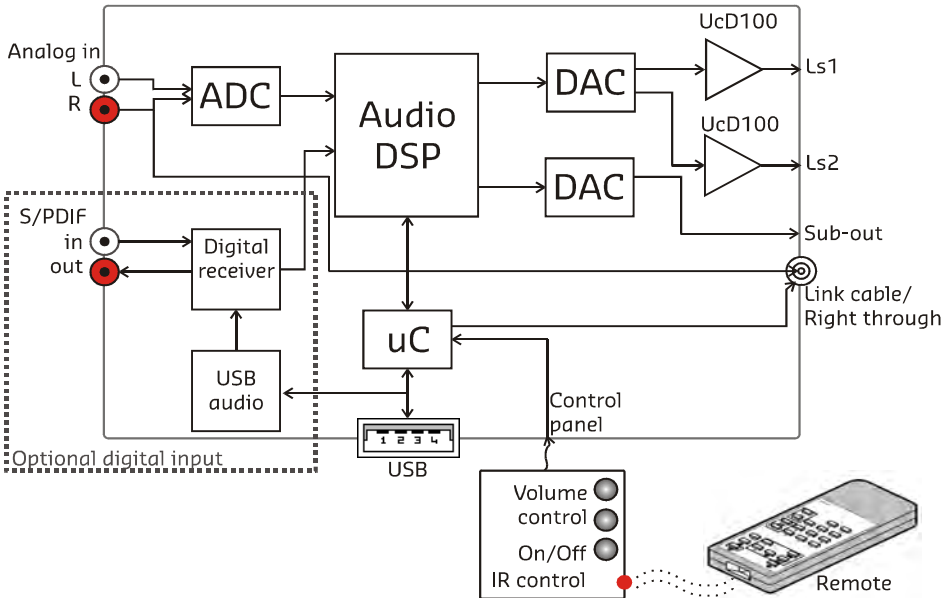 UcD100
Analog in
L
R
ADC
Audio
DSP
DAC
Ls1
UcD100
DAC
Ls2
S/PDIF
in
out
Digital
receiver
Sub-out
Link cable/
Right through
uC
USB
audio
Control
panel
1 2 3 4
Optional digital input
USB
Volume
control
On/Off
IR control
Remote